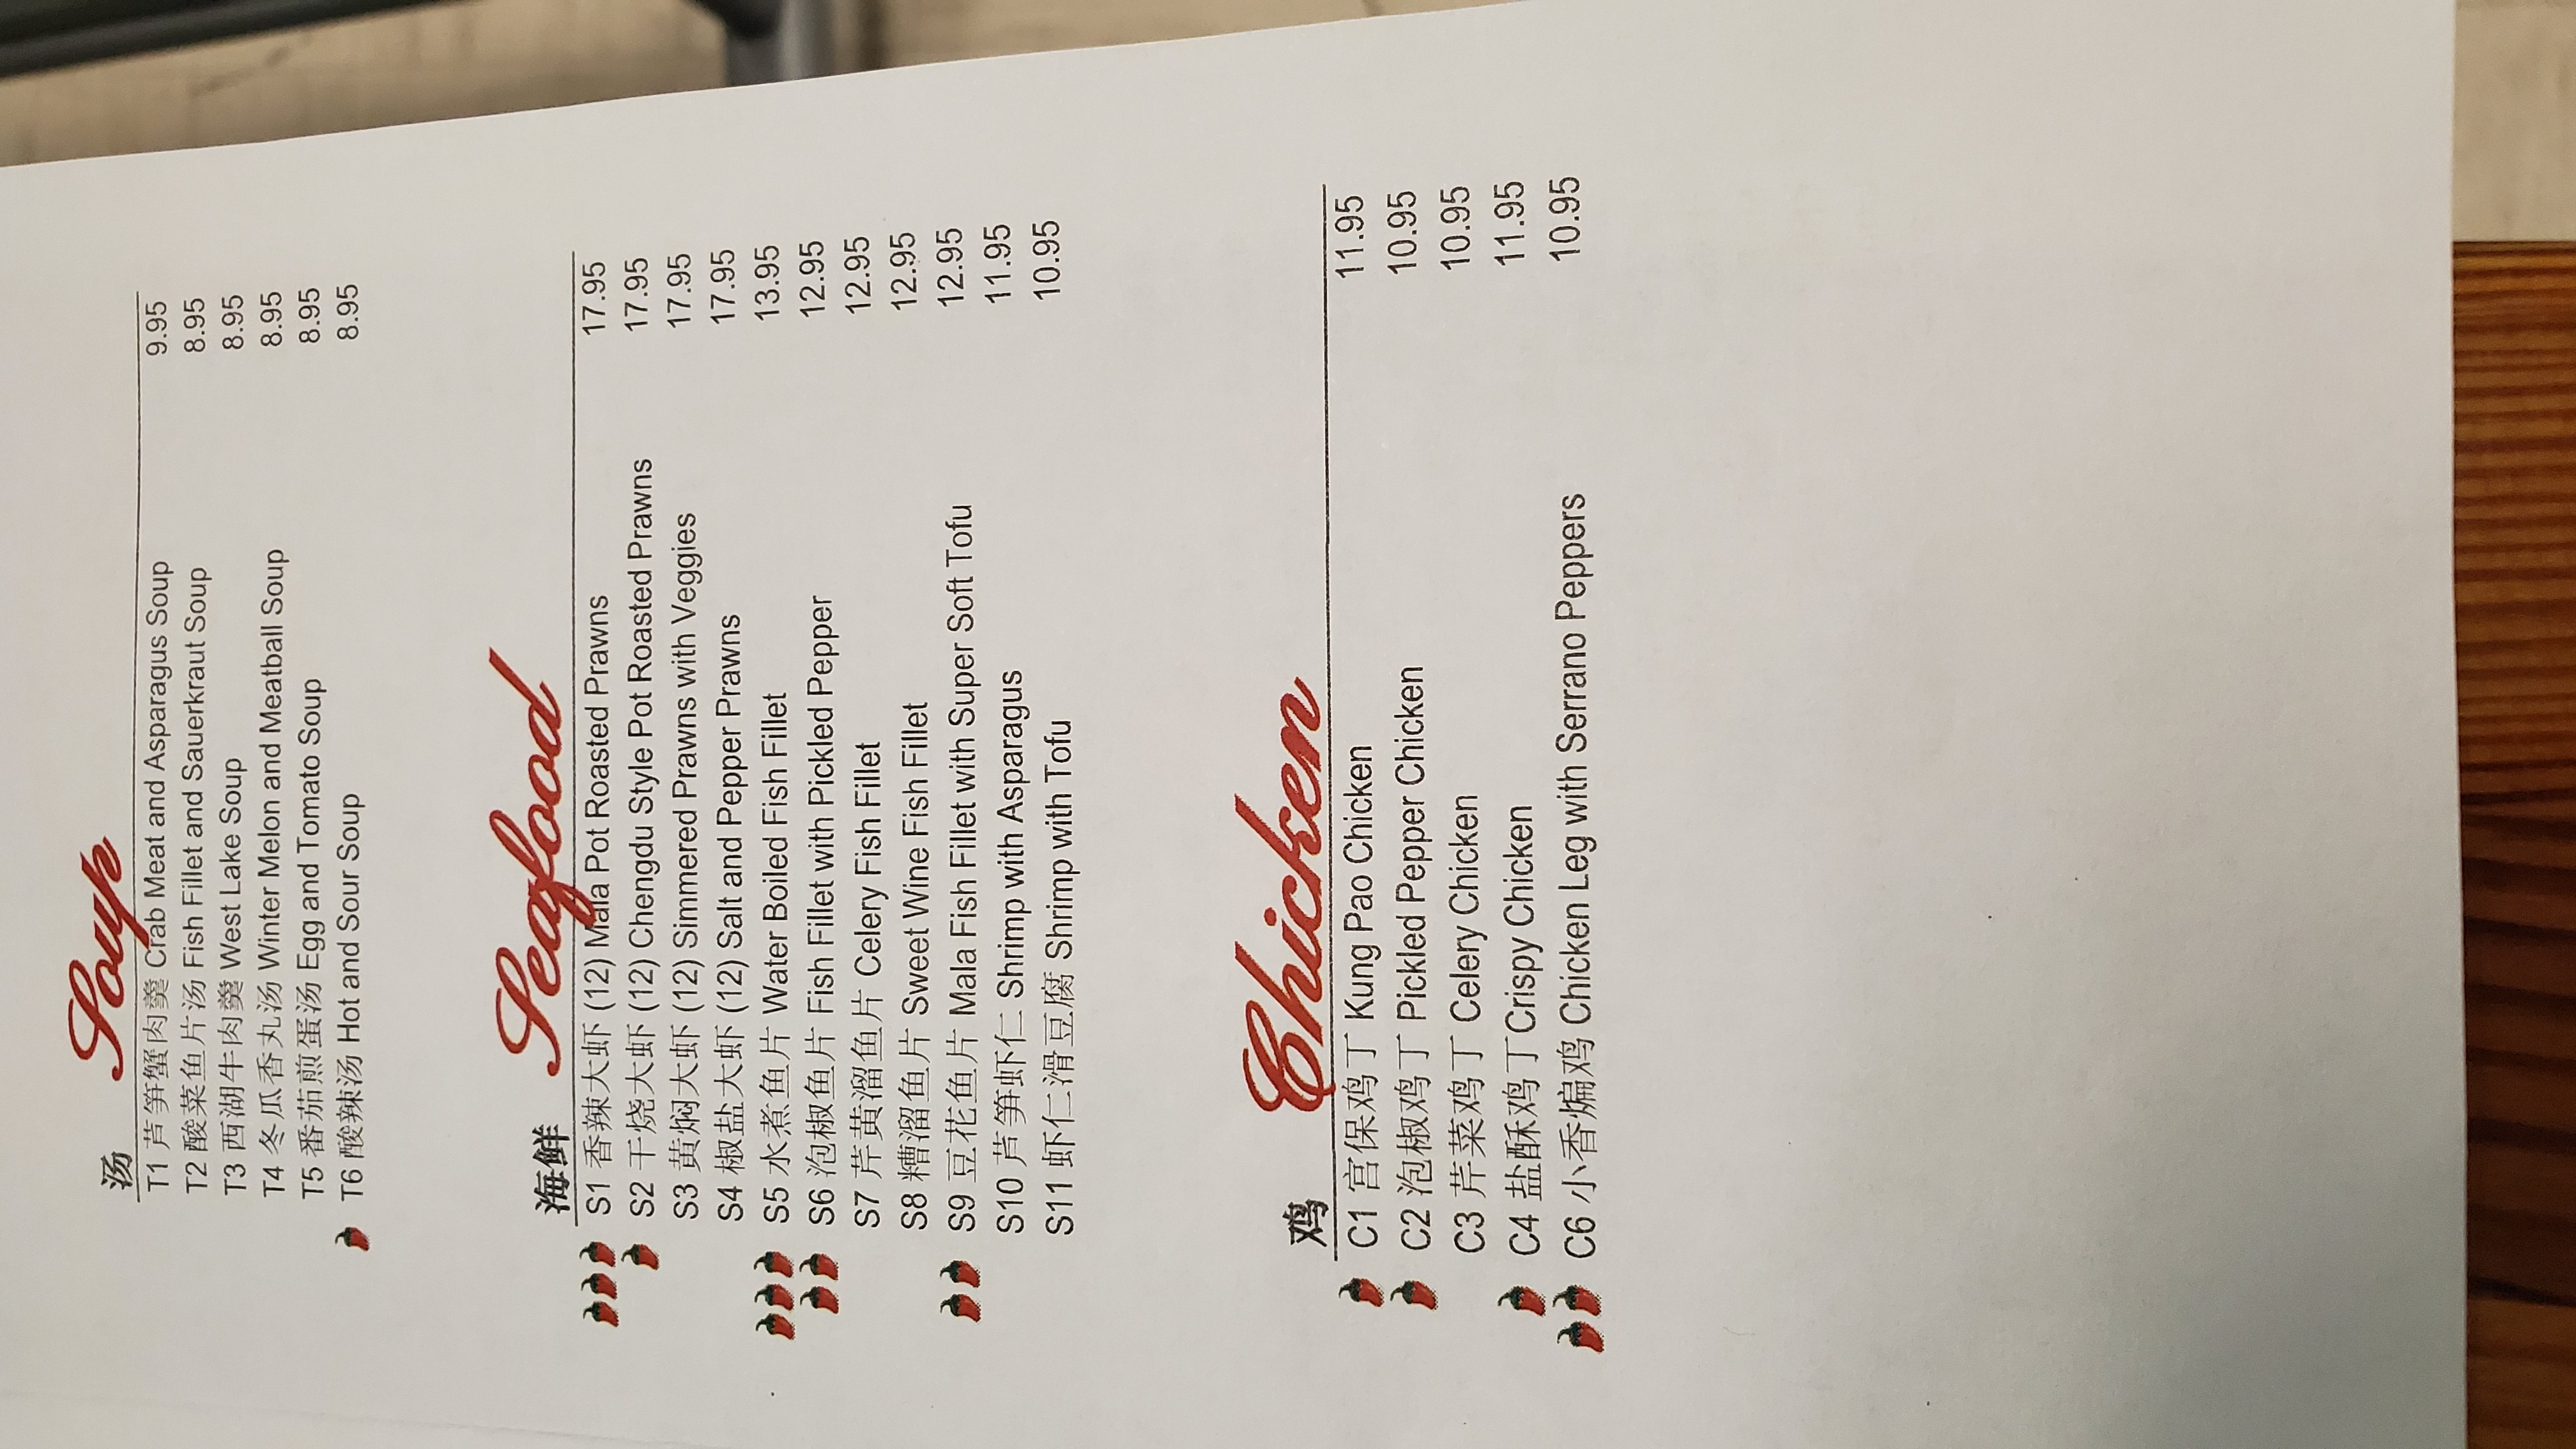 Soup
汤
T1 芦笋蟹肉羹 Crab Meat and Asparagus Soup 9.95
T2 酸菜鱼片汤 Fish Fillet and Sauerkraut Soup 8.95
T3 西湖牛肉羹 West Lake Soup 8.95
T4 冬瓜香丸汤 Winter Melon and Meatball Soup 8.95
T5 番茄煎蛋汤 Egg and Tomato Soup 8.95
T6 酸辣汤 Hot and Sour Soup 8.95
Seafood
海鲜
S1 香辣大虾 (12) Mala Pot Roasted Prawns 17.95
S2 干烧大虾 (12) Chengdu Style Pot Roasted Prawns 17.95
S3 黄焖大虾 (12) Simmered Prawns with Veggies 17.95
S4 椒盐大虾 (12) Salt and Pepper Prawns 17.95
S5 水煮鱼片 Water Boiled Fish Fillet 13.95
S6 泡椒鱼片 Fish Fillet with Pickled Pepper 12.95
S7 芹黄溜鱼片 Celery Fish Fillet 12.95
S8 糟溜鱼片 Sweet Wine Fish Fillet 12.95
S9 豆花鱼片 Mala Fish Fillet with Super Soft Tofu 12.95
S10 芦笋虾仁 Shrimp with Asparagus 11.95
S11 虾仁滑豆腐 Shrimp with Tofu 10.95
Chicken
鸡
C1 宫保鸡丁 Kung Pao Chicken 11.95
C2 泡椒鸡丁 Pickled Pepper Chicken 10.95
C3 芹菜鸡丁 Celery Chicken 10.95
C4 盐酥鸡丁 Crispy Chicken 11.95
C6 小香煸鸡 Chicken Leg with Serrano Peppers 10.95